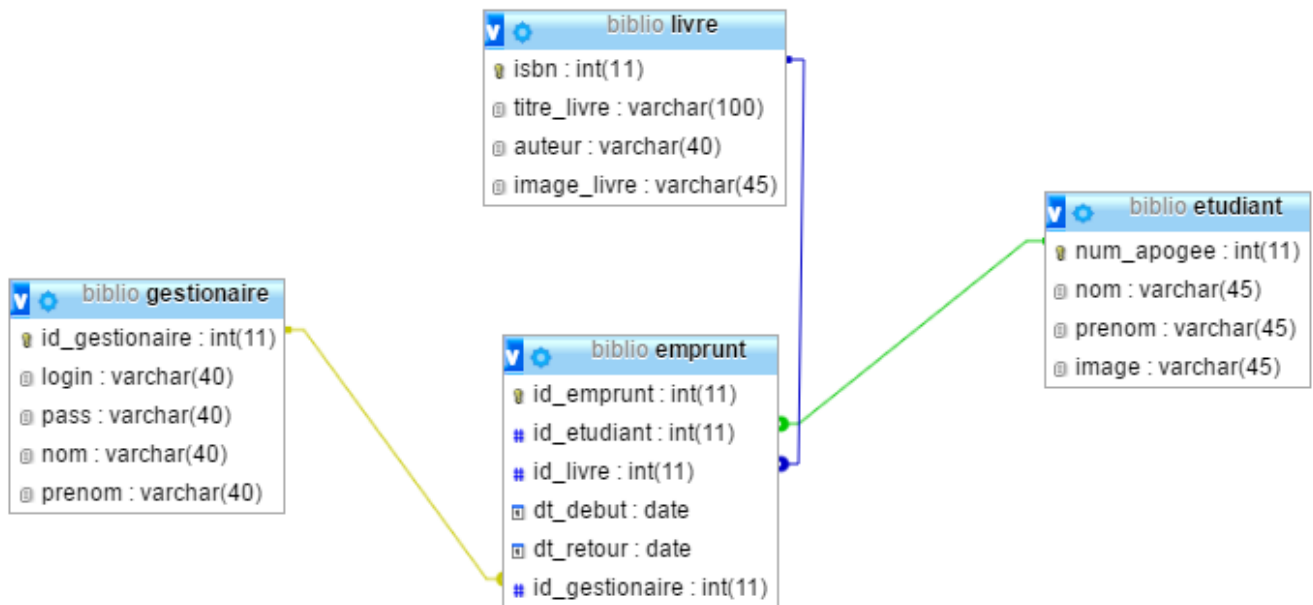 biblio livre
isbn : int(11)
titre_livre : varchar(100)
auteur : varchar(40)
image_livre : varchar(45)
biblio etudiant
num_apogee : int(11)
nom : varchar(45)
prenom : varchar(45)
image : varchar(45)
biblio gestionaire
id_gestionaire : int(11)
login : varchar(40)
pass : varchar(40)
nom : varchar(40)
prenom : varchar(40)
biblio emprunt
id_emprunt : int(11)
# id_etudiant : int(11)
# id_livre : int(11)
dt_debut : date
dt_retour : date
# id_gestionaire : int(11)